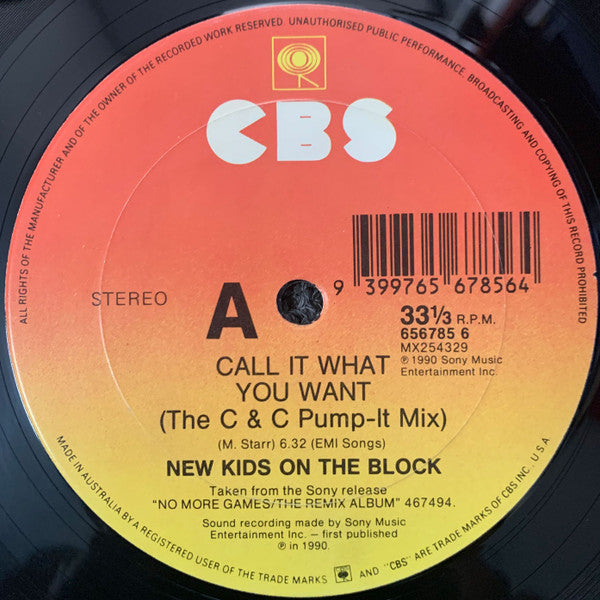 ALL RIGHTS OF THE MANUFACTURER AND OF THE OWNER OF THE RECORDED WORK RESERVED. UNAUTHORISED PUBLIC PERFORMANCE, BROADCASTING AND COPYING OF THIS RECORD PROHIBITED
CBS
STEREO
A
9 399765 678564
33⅓ R.P.M.
656785 6
MX254329
℗ 1990 Sony Music
Entertainment Inc.
CALL IT WHAT
YOU WANT
(The C & C Pump-It Mix)
(M. Starr) 6.32 (EMI Songs)
NEW KIDS ON THE BLOCK
Taken from the Sony release
"NO MORE GAMES/THE REMIX ALBUM" 467494.
Sound recording made by Sony Music
Entertainment Inc. – first published
℗ in 1990.
MADE IN AUSTRALIA BY A REGISTERED USER OF THE TRADE MARKS AND "CBS" ARE TRADE MARKS OF CBS INC., U.S.A